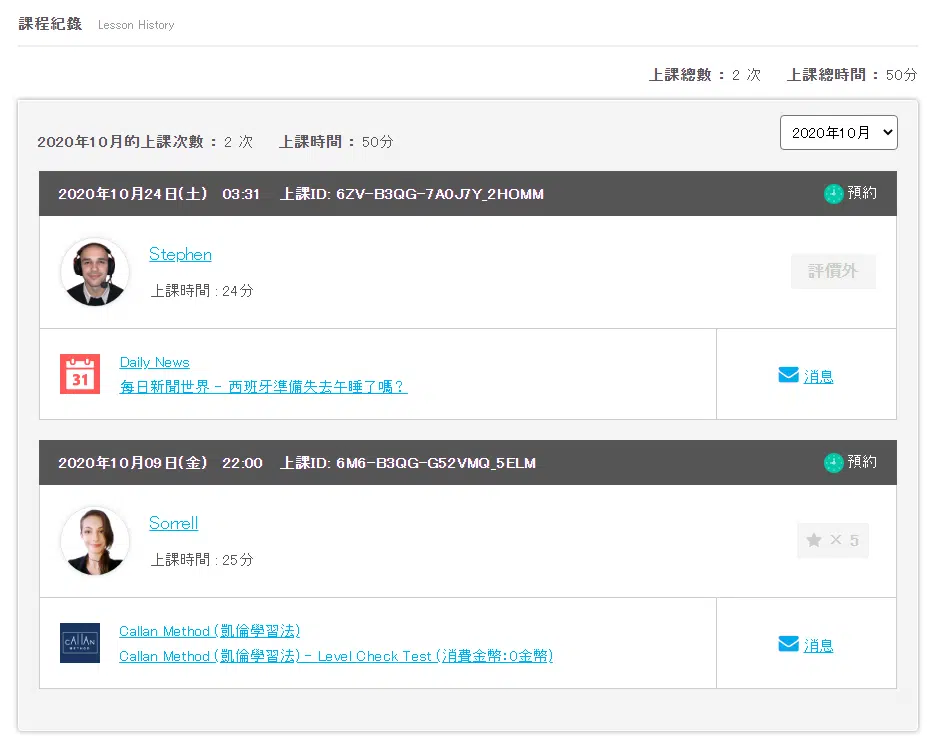 課程紀錄 Lesson History
上課總數 : 2 次 上課總時間 : 50分
2020年10月的上課次數 : 2 次 上課時間 : 50分 2020年10月
2020年10月24日(土) 03:31 上課ID: 6ZV-B3QG-7A0J7Y_2HOMM 預約
Stephen
上課時間 : 24分
評價外
31
Daily News
每日新聞世界 - 西班牙準備失去午睡了嗎?
消息
2020年10月09日(金) 22:00 上課ID: 6M6-B3QG-G52VMQ_5ELM 預約
Sorrell
上課時間 : 25分
★ × 5
CALLAN
METHOD
Callan Method (凱倫學習法)
Callan Method (凱倫學習法) - Level Check Test (消費金幣:0金幣)
消息